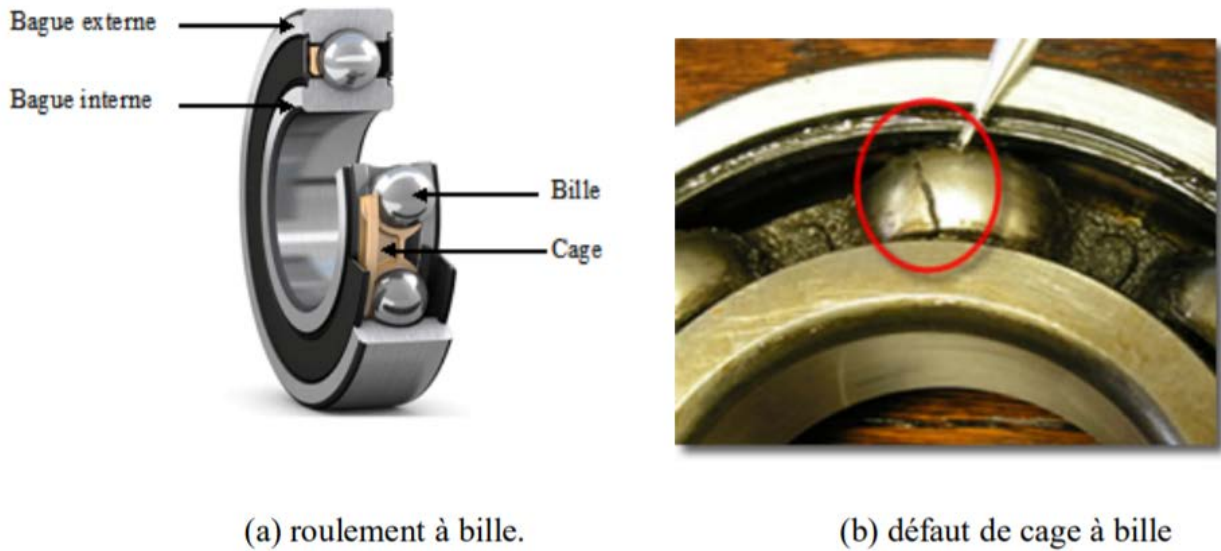 Bague externe
Bague interne
Bille
Cage
(a) roulement à bille.
(b) défaut de cage à bille